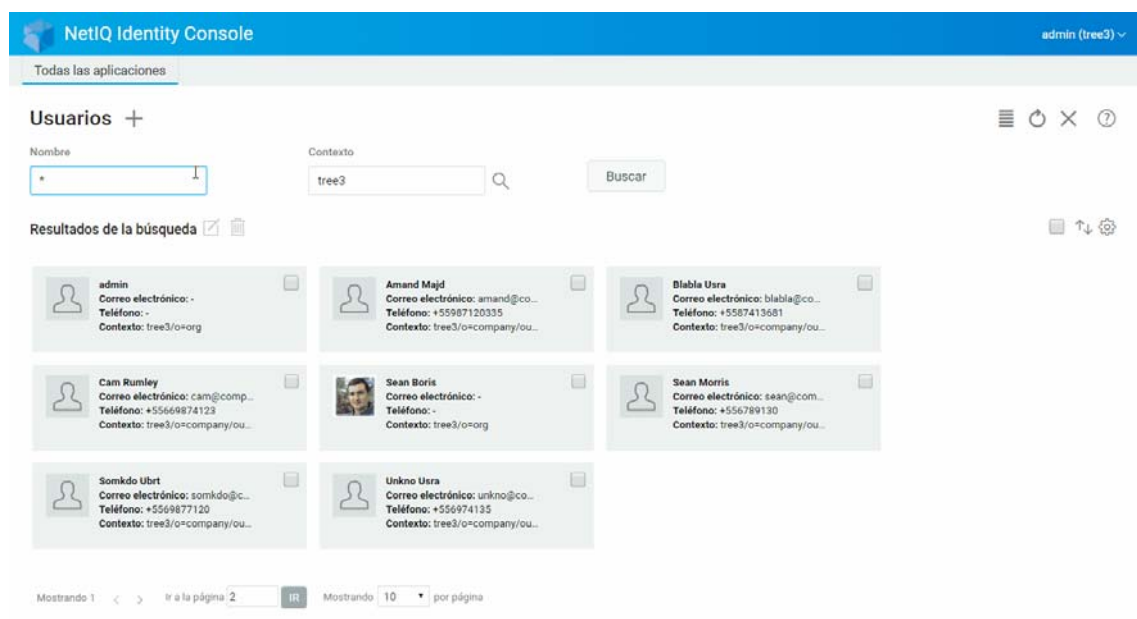 NetIQ Identity Console
admin (tree3)
Todas las aplicaciones
Usuarios
Nombre
Contexto
*
tree3
Buscar
Resultados de la búsqueda
admin
Correo electrónico: -
Teléfono: -
Contexto: tree3/o=org
Amand Majd
Correo electrónico: amand@co...
Teléfono: +55987120335
Contexto: tree3/o=company/ou...
Blabla Usra
Correo electrónico: blabla@co...
Teléfono: +5587413681
Contexto: tree3/o=company/ou...
Cam Rumley
Correo electrónico: cam@comp...
Teléfono: +55669874123
Contexto: tree3/o=company/ou...
Sean Boris
Correo electrónico: -
Teléfono: -
Contexto: tree3/o=org
Sean Morris
Correo electrónico: sean@com...
Teléfono: +556789130
Contexto: tree3/o=company/ou...
Somkdo Ubrt
Correo electrónico: somkdo@c...
Teléfono: +5569877120
Contexto: tree3/o=company/ou...
Unkno Usra
Correo electrónico: unkno@co...
Teléfono: +556974135
Contexto: tree3/o=company/ou...
Mostrando 1 < > Ir a la página 2 IR Mostrando 10 por página